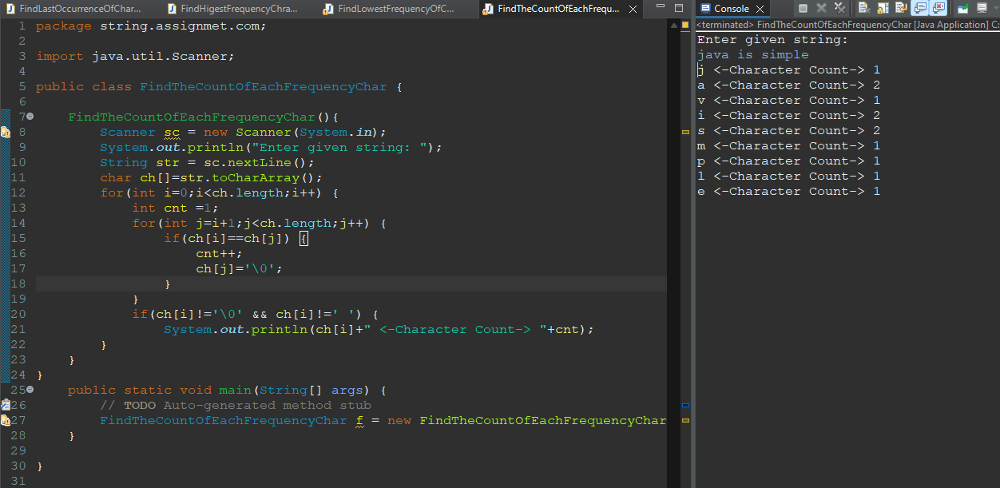 FindLastOccurrenceOfChar...
FindHigestFrequencyChra...
FindLowestFrequencyOfC...
FindTheCountOfEachFrequ...
1 package string.assignmet.com;
2
3 import java.util.Scanner;
4
5 public class FindTheCountOfEachFrequencyChar {
6
7 FindTheCountOfEachFrequencyChar(){
8 Scanner sc = new Scanner(System.in);
9 System.out.println("Enter given string: ");
10 String str = sc.nextLine();
11 char ch[]=str.toCharArray();
12 for(int i=0;i<ch.length;i++) {
13 int cnt =1;
14 for(int j=i+1;j<ch.length;j++) {
15 if(ch[i]==ch[j]) {
16 cnt++;
17 ch[j]='\0';
18 }
19 }
20 if(ch[i]!='\0' && ch[i]!=' ') {
21 System.out.println(ch[i]+" <-Character Count-> "+cnt);
22 }
23 }
24 }
25 public static void main(String[] args) {
26 // TODO Auto-generated method stub
27 FindTheCountOfEachFrequencyChar f = new FindTheCountOfEachFrequencyChar
28 }
29
30 }
31
Console
<terminated> FindTheCountOfEachFrequencyChar [Java Application] C:
Enter given string:
java is simple
j <-Character Count-> 1
a <-Character Count-> 2
v <-Character Count-> 1
i <-Character Count-> 2
s <-Character Count-> 2
m <-Character Count-> 1
p <-Character Count-> 1
l <-Character Count-> 1
e <-Character Count-> 1